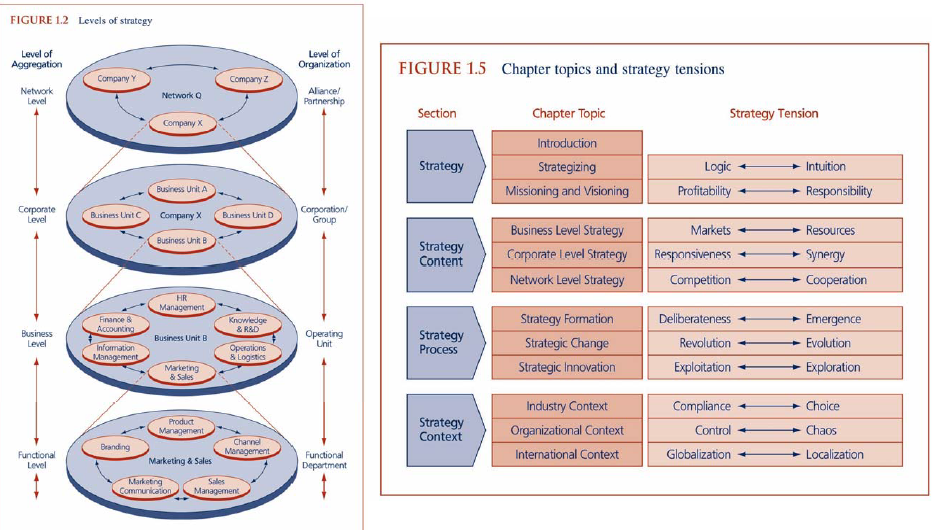 FIGURE 1.2 Levels of strategy
Level of
Aggregation
Level of
Organization
Network
Level
Alliance/
Partnership
Company Y
Company Z
Network Q
Company X
Corporate
Level
Corporation/
Group
Business Unit A
Business Unit C
Company X
Business Unit D
Business Unit B
Business
Level
Operating
Unit
HR
Management
Finance &
Accounting
Knowledge
& R&D
Business Unit B
Information
Management
Operations
& Logistics
Marketing
& Sales
Functional
Level
Functional
Department
Product
Management
Branding
Channel
Management
Marketing & Sales
Marketing
Communication
Sales
Management
FIGURE 1.5 Chapter topics and strategy tensions
Section Chapter Topic Strategy Tension
Strategy
Introduction
Strategizing Logic Intuition
Missioning and Visioning Profitability Responsibility
Strategy
Content
Business Level Strategy Markets Resources
Corporate Level Strategy Responsiveness Synergy
Network Level Strategy Competition Cooperation
Strategy
Process
Strategy Formation Deliberateness Emergence
Strategic Change Revolution Evolution
Strategic Innovation Exploitation Exploration
Strategy
Context
Industry Context Compliance Choice
Organizational Context Control Chaos
International Context Globalization Localization